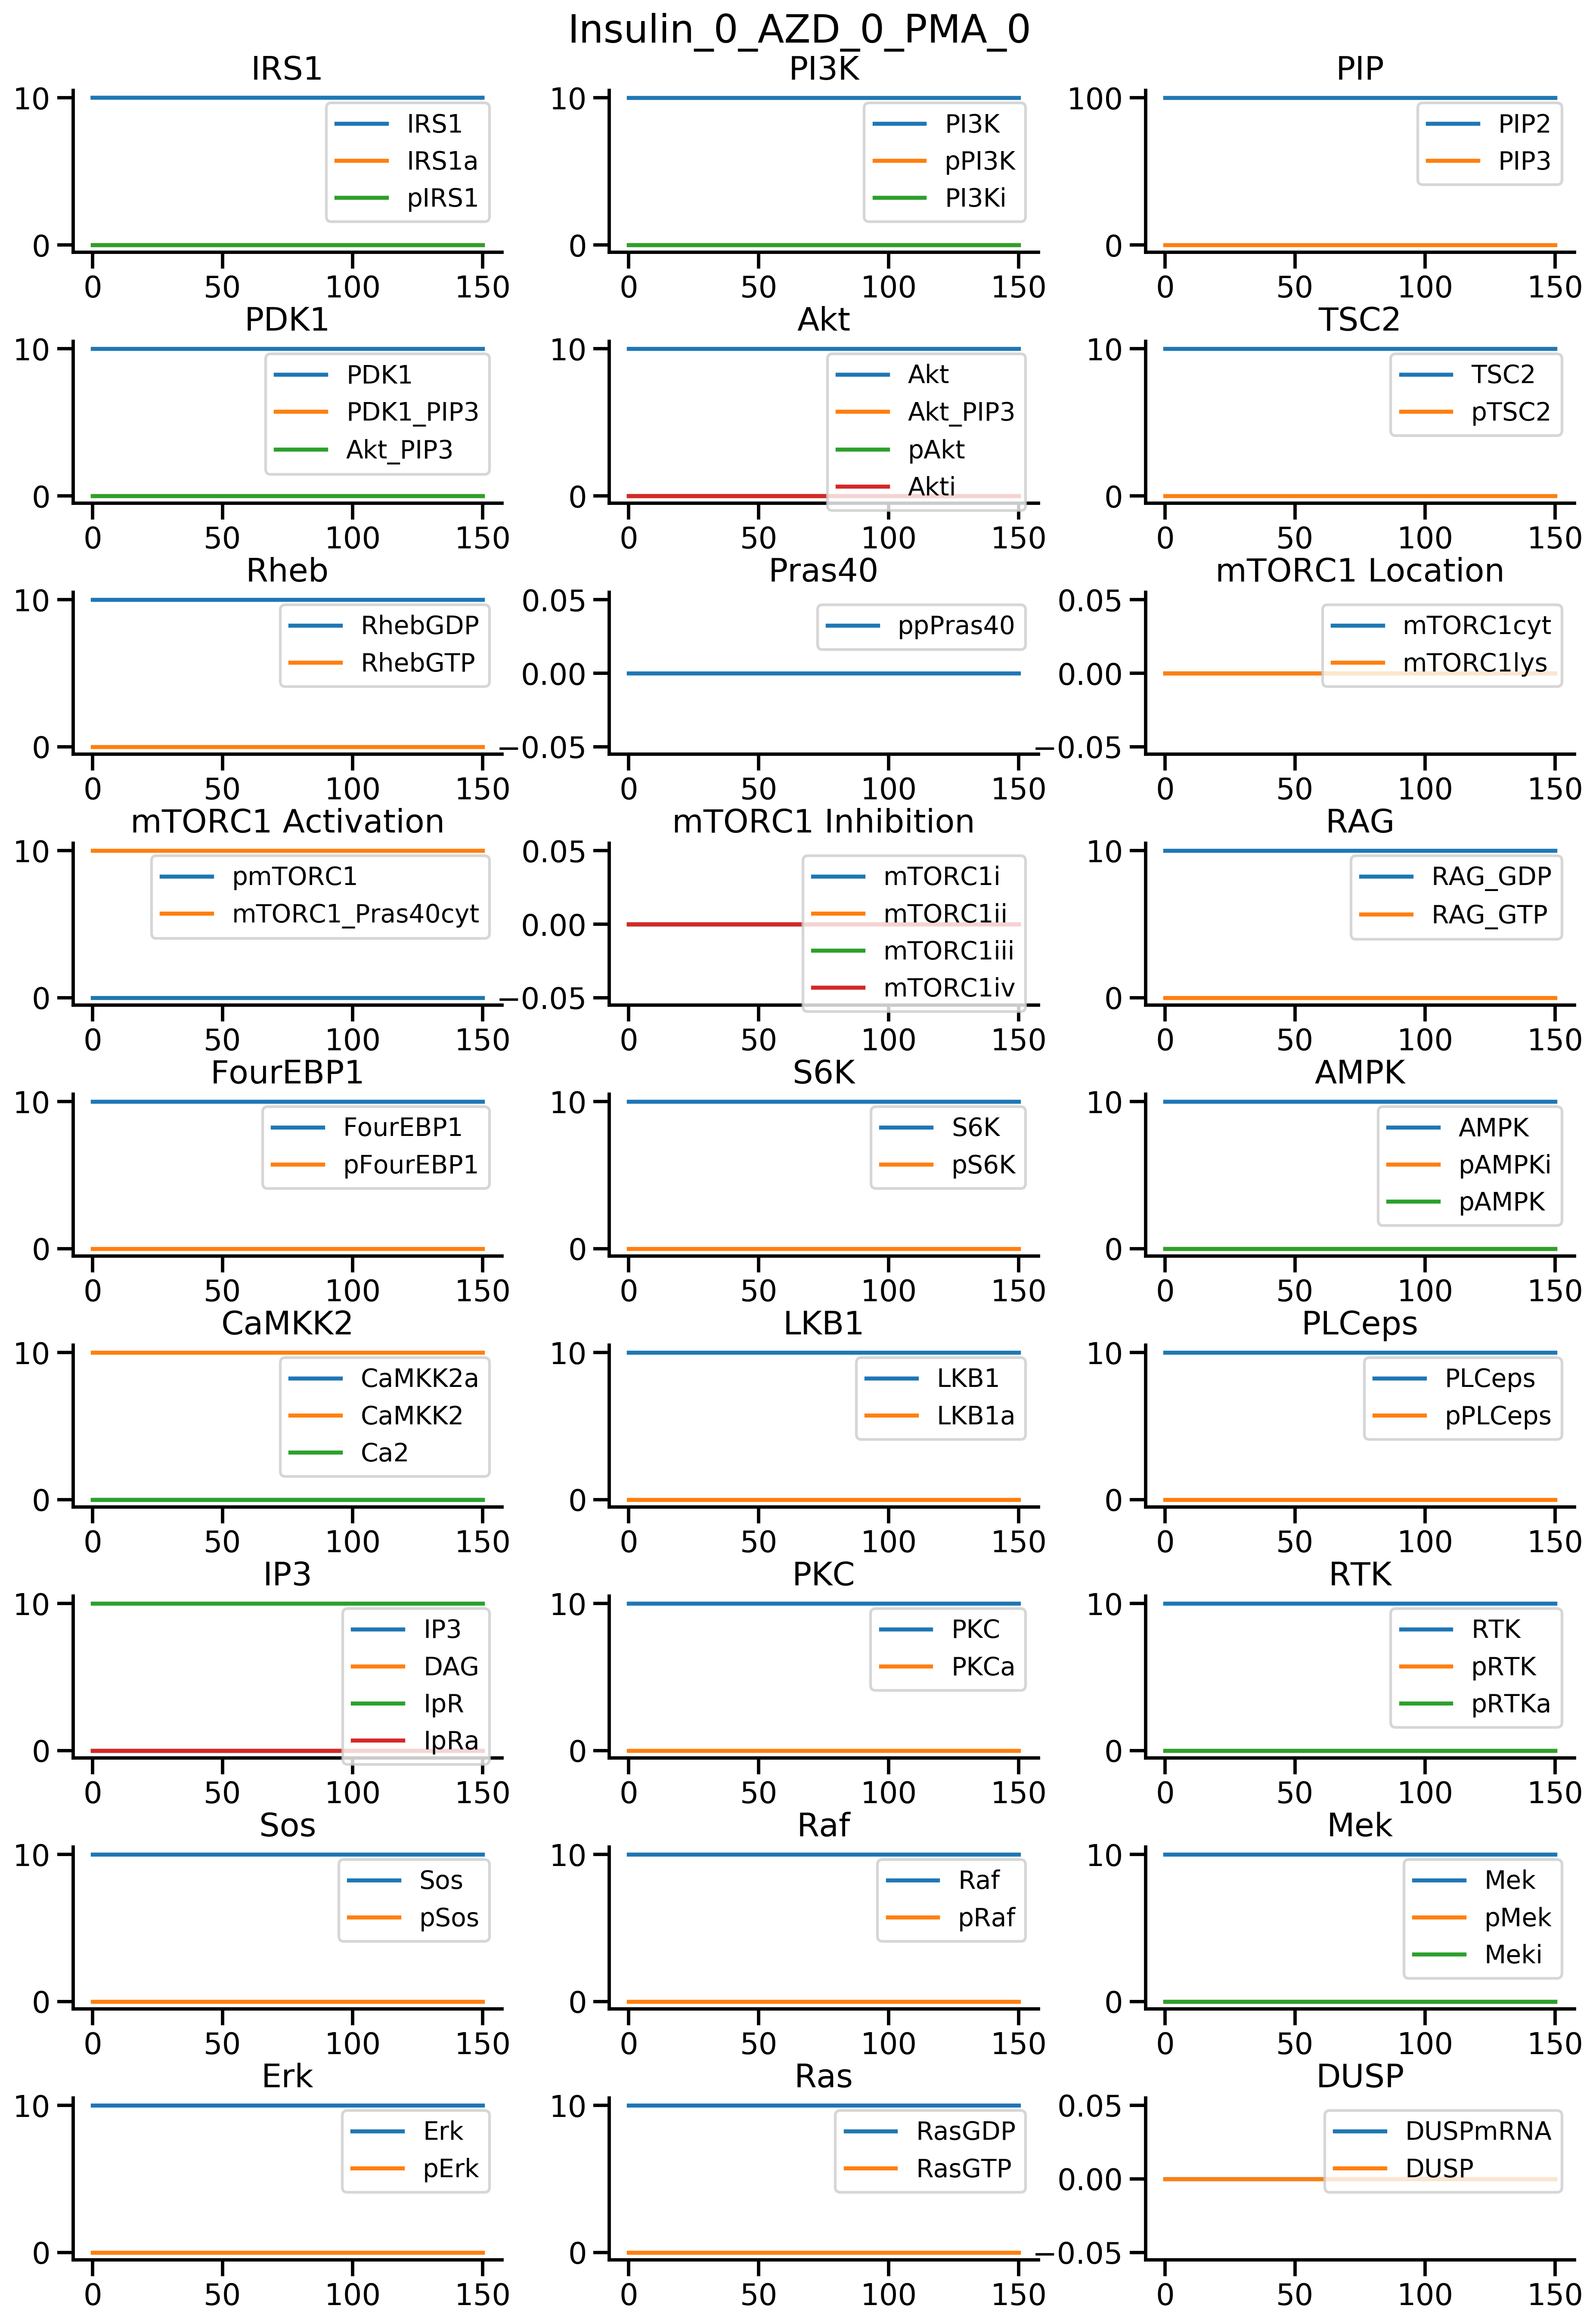 Insulin_0_AZD_0_PMA_0
IRS1
10
0
0 50 100 150
IRS1
IRS1a
pIRS1
PI3K
10
0
0 50 100 150
PI3K
pPI3K
PI3Ki
PIP
100
0
0 50 100 150
PIP2
PIP3
PDK1
10
0
0 50 100 150
PDK1
PDK1_PIP3
Akt_PIP3
Akt
10
0
0 50 100 150
Akt
Akt_PIP3
pAkt
Akti
TSC2
10
0
0 50 100 150
TSC2
pTSC2
Rheb
10
0
0 50 100 150
RhebGDP
RhebGTP
Pras40
0.05
0.00
−0.05
0 50 100 150
ppPras40
mTORC1 Location
0.05
0.00
−0.05
0 50 100 150
mTORC1cyt
mTORC1lys
mTORC1 Activation
10
0
0 50 100 150
pmTORC1
mTORC1_Pras40cyt
mTORC1 Inhibition
0.05
0.00
−0.05
0 50 100 150
mTORC1i
mTORC1ii
mTORC1iii
mTORC1iv
RAG
10
0
0 50 100 150
RAG_GDP
RAG_GTP
FourEBP1
10
0
0 50 100 150
FourEBP1
pFourEBP1
S6K
10
0
0 50 100 150
S6K
pS6K
AMPK
10
0
0 50 100 150
AMPK
pAMPKi
pAMPK
CaMKK2
10
0
0 50 100 150
CaMKK2a
CaMKK2
Ca2
LKB1
10
0
0 50 100 150
LKB1
LKB1a
PLCeps
10
0
0 50 100 150
PLCeps
pPLCeps
IP3
10
0
0 50 100 150
IP3
DAG
IpR
IpRa
PKC
10
0
0 50 100 150
PKC
PKCa
RTK
10
0
0 50 100 150
RTK
pRTK
pRTKa
Sos
10
0
0 50 100 150
Sos
pSos
Raf
10
0
0 50 100 150
Raf
pRaf
Mek
10
0
0 50 100 150
Mek
pMek
Meki
Erk
10
0
0 50 100 150
Erk
pErk
Ras
10
0
0 50 100 150
RasGDP
RasGTP
DUSP
0.05
0.00
−0.05
0 50 100 150
DUSPmRNA
DUSP